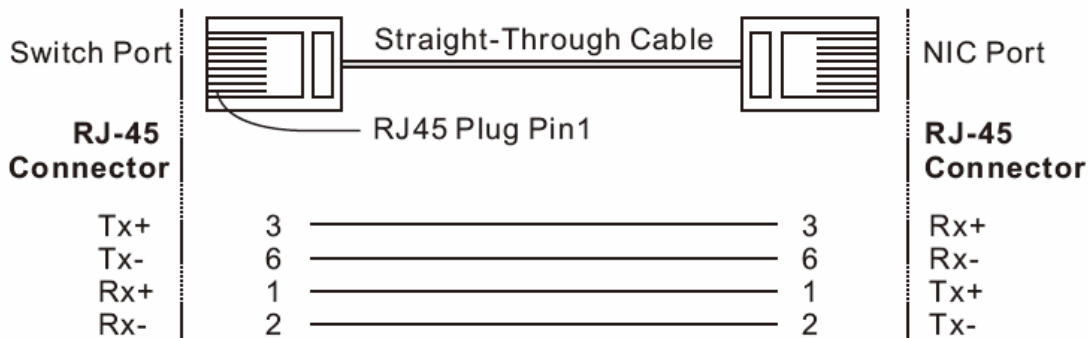 Switch Port
Straight-Through Cable
NIC Port
RJ45 Plug Pin1
RJ-45
Connector
RJ-45
Connector
Tx+ 3 3 Rx+
Tx- 6 6 Rx-
Rx+ 1 1 Tx+
Rx- 2 2 Tx-